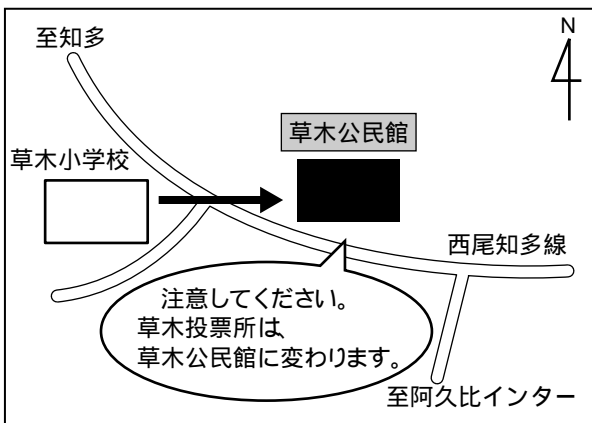 至知多
N
草木公民館
草木小学校
西尾知多線
注意してください。
草木投票所は、
草木公民館に変わります。
至阿久比インター